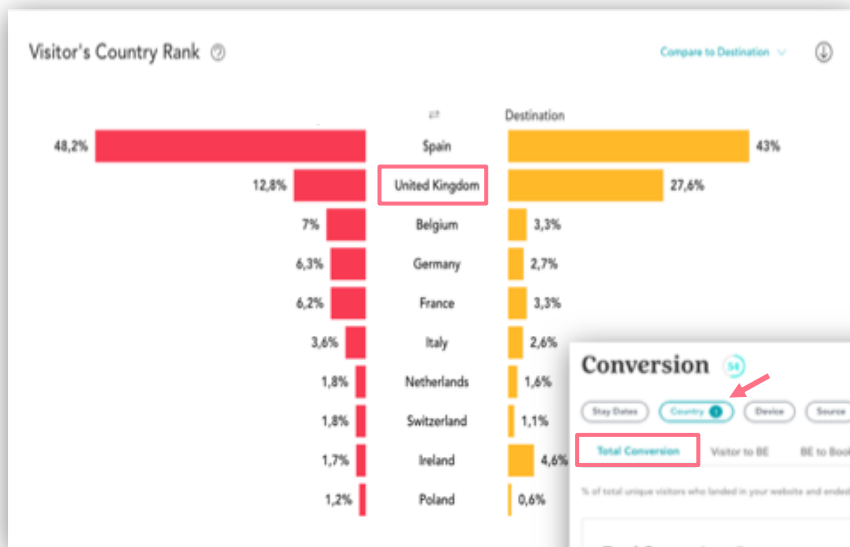 Visitor's Country Rank
Compare to Destination
Destination
48,2% Spain 43%
12,8% United Kingdom 27,6%
7% Belgium 3,3%
6,3% Germany 2,7%
6,2% France 3,3%
3,6% Italy 2,6%
1,8% Netherlands 1,6%
1,8% Switzerland 1,1%
1,7% Ireland 4,6%
1,2% Poland 0,6%
Conversion 54
Stay Dates Country Device Source
Total Conversion Visitor to BE BE to Book
% of total unique visitors who landed in your website and ended